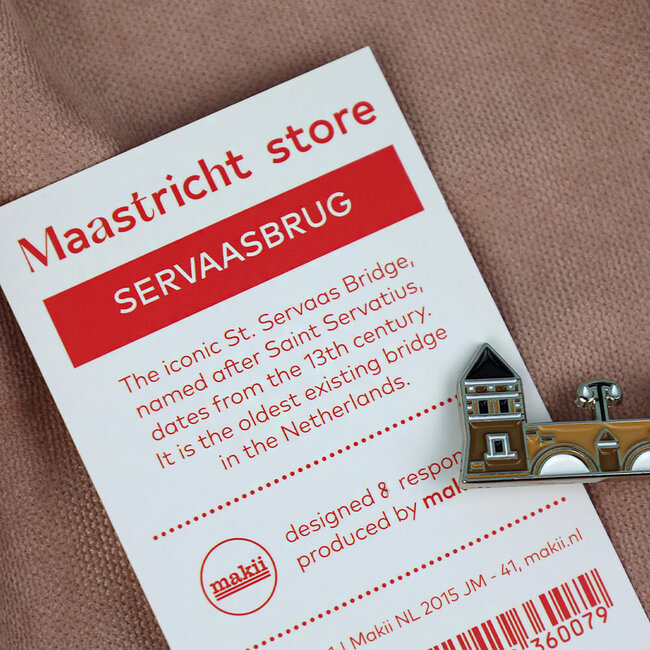 Maastricht store
SERVAASBRUG
The iconic St. Servaas Bridge,
named after Saint Servatius,
dates from the 13th century.
It is the oldest existing bridge
in the Netherlands.
designed & respon
produced by mak
makii
1 | Makii NL 2015 JM - 41, makii.nl
360079